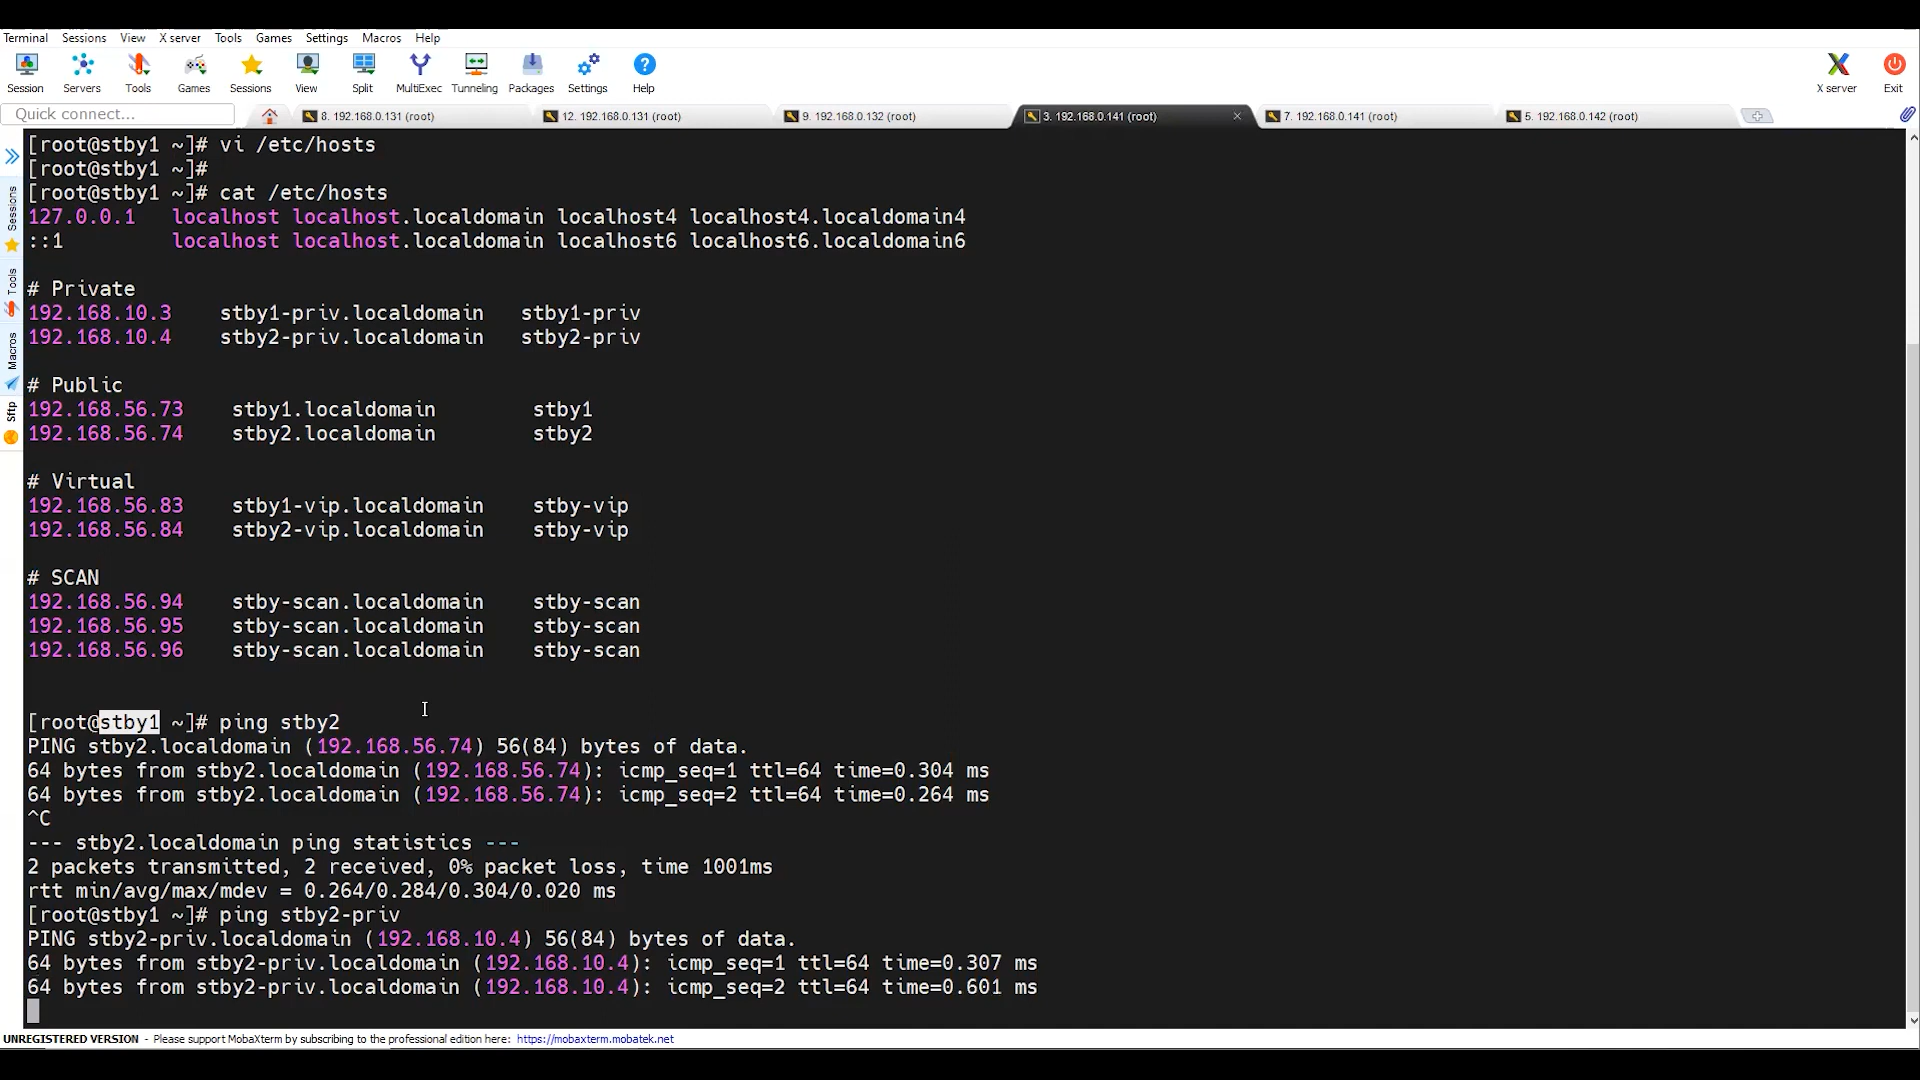 Terminal Sessions View X server Tools Games Settings Macros Help
Session Servers Tools Games Sessions View Split MultiExec Tunneling Packages Settings Help X server Exit
Quick connect... 8. 192.168.0.131 (root) 12. 192.168.0.131 (root) 9. 192.168.0.132 (root) 3. 192.168.0.141 (root) 7. 192.168.0.141 (root) 5. 192.168.0.142 (root)
Sessions
Tools
Macros
Sftp
[root@stby1 ~]# vi /etc/hosts
[root@stby1 ~]#
[root@stby1 ~]# cat /etc/hosts
127.0.0.1   localhost localhost.localdomain localhost4 localhost4.localdomain4
::1         localhost localhost.localdomain localhost6 localhost6.localdomain6
# Private
192.168.10.3    stby1-priv.localdomain   stby1-priv
192.168.10.4    stby2-priv.localdomain   stby2-priv
# Public
192.168.56.73    stby1.localdomain        stby1
192.168.56.74    stby2.localdomain        stby2
# Virtual
192.168.56.83    stby1-vip.localdomain    stby-vip
192.168.56.84    stby2-vip.localdomain    stby-vip
# SCAN
192.168.56.94    stby-scan.localdomain    stby-scan
192.168.56.95    stby-scan.localdomain    stby-scan
192.168.56.96    stby-scan.localdomain    stby-scan
[root@stby1 ~]# ping stby2
PING stby2.localdomain (192.168.56.74) 56(84) bytes of data.
64 bytes from stby2.localdomain (192.168.56.74): icmp_seq=1 ttl=64 time=0.304 ms
64 bytes from stby2.localdomain (192.168.56.74): icmp_seq=2 ttl=64 time=0.264 ms
^C
--- stby2.localdomain ping statistics ---
2 packets transmitted, 2 received, 0% packet loss, time 1001ms
rtt min/avg/max/mdev = 0.264/0.284/0.304/0.020 ms
[root@stby1 ~]# ping stby2-priv
PING stby2-priv.localdomain (192.168.10.4) 56(84) bytes of data.
64 bytes from stby2-priv.localdomain (192.168.10.4): icmp_seq=1 ttl=64 time=0.307 ms
64 bytes from stby2-priv.localdomain (192.168.10.4): icmp_seq=2 ttl=64 time=0.601 ms
UNREGISTERED VERSION - Please support MobaXterm by subscribing to the professional edition here: https://mobaxterm.mobatek.net